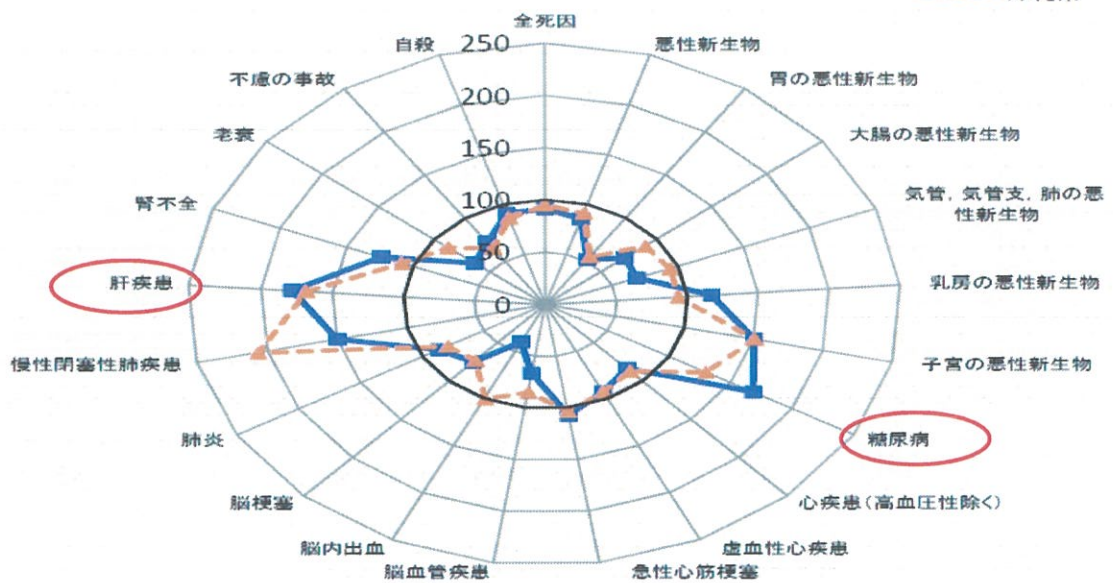 全死因
自殺
250
悪性新生物
不慮の事故
200
胃の悪性新生物
老衰
150
大腸の悪性新生物
腎不全
100
気管, 気管支, 肺の悪
性新生物
50
肝疾患
0
乳房の悪性新生物
慢性閉塞性肺疾患
子宮の悪性新生物
肺炎
糖尿病
脳梗塞
心疾患(高血圧性除く)
脳内出血
虚血性心疾患
脳血管疾患
急性心筋梗塞